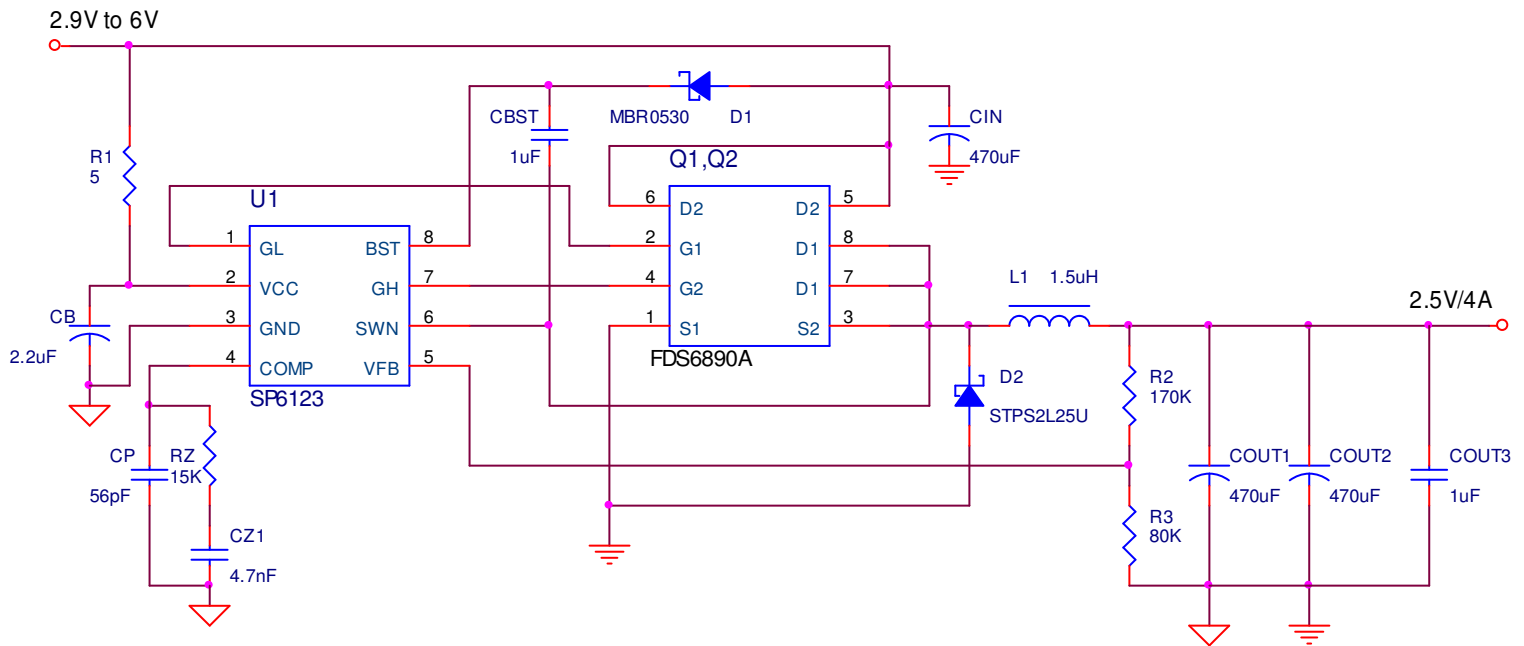 2.9V to 6V
R1
5
CBST
1uF
MBR0530 D1
CIN
470uF
Q1,Q2
U1
1 GL
2 VCC
3 GND
4 COMP
BST 8
GH 7
SWN 6
VFB 5
SP6123
6 D2
2 G1
4 G2
1 S1
D2 5
D1 8
D1 7
S2 3
FDS6890A
CB
2.2uF
L1 1.5uH
2.5V/4A
D2
STPS2L25U
R2
170K
R3
80K
CP
56pF
RZ
15K
CZ1
4.7nF
COUT1
470uF
COUT2
470uF
COUT3
1uF